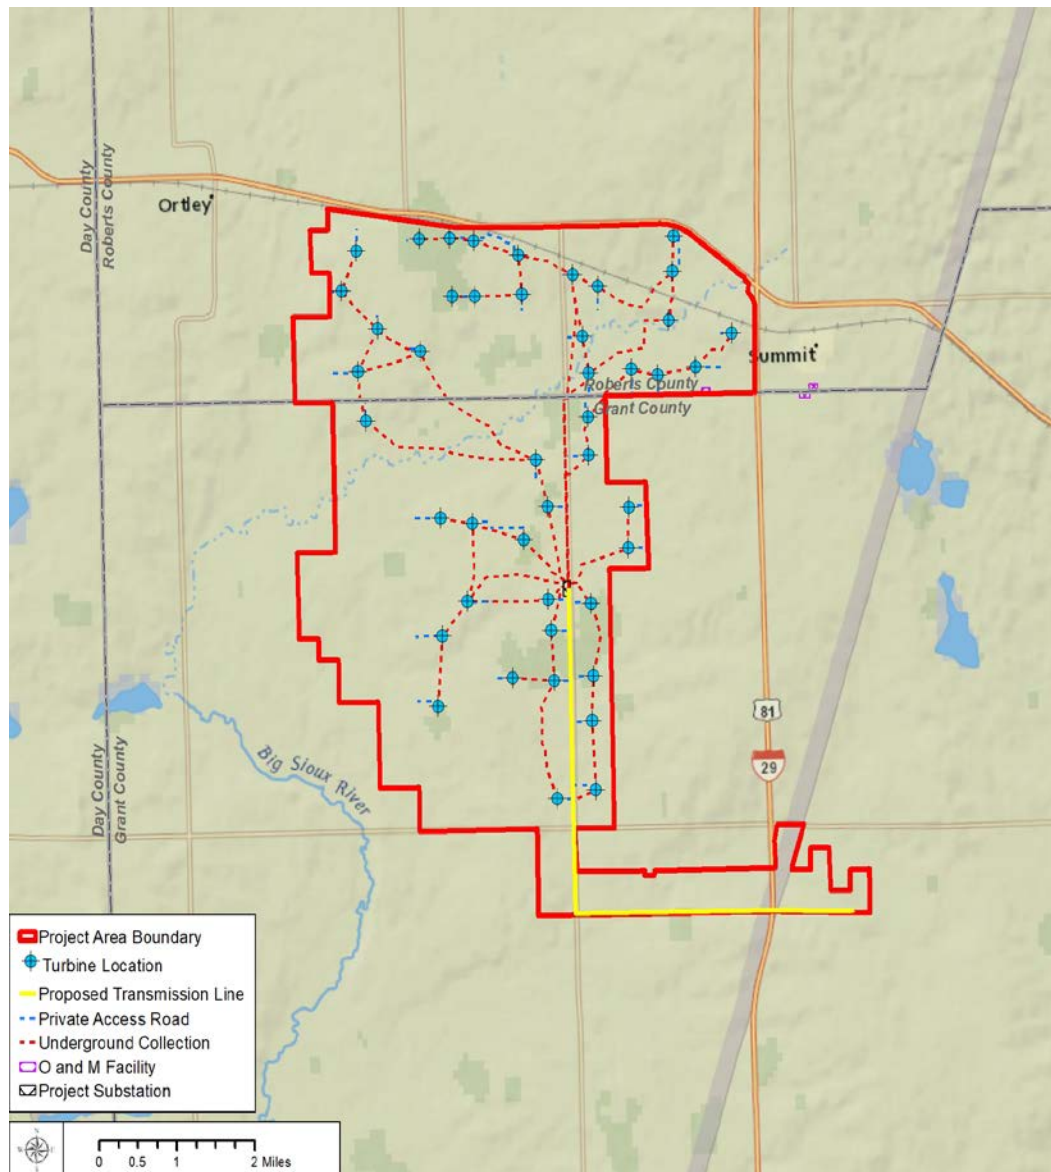 Day County
Roberts County
Ortley
Summit
Roberts County
Grant County
81
29
Big Sioux River
Day County
Grant County
Project Area Boundary
Turbine Location
Proposed Transmission Line
Private Access Road
Underground Collection
O and M Facility
Project Substation
0 0.5 1 2 Miles